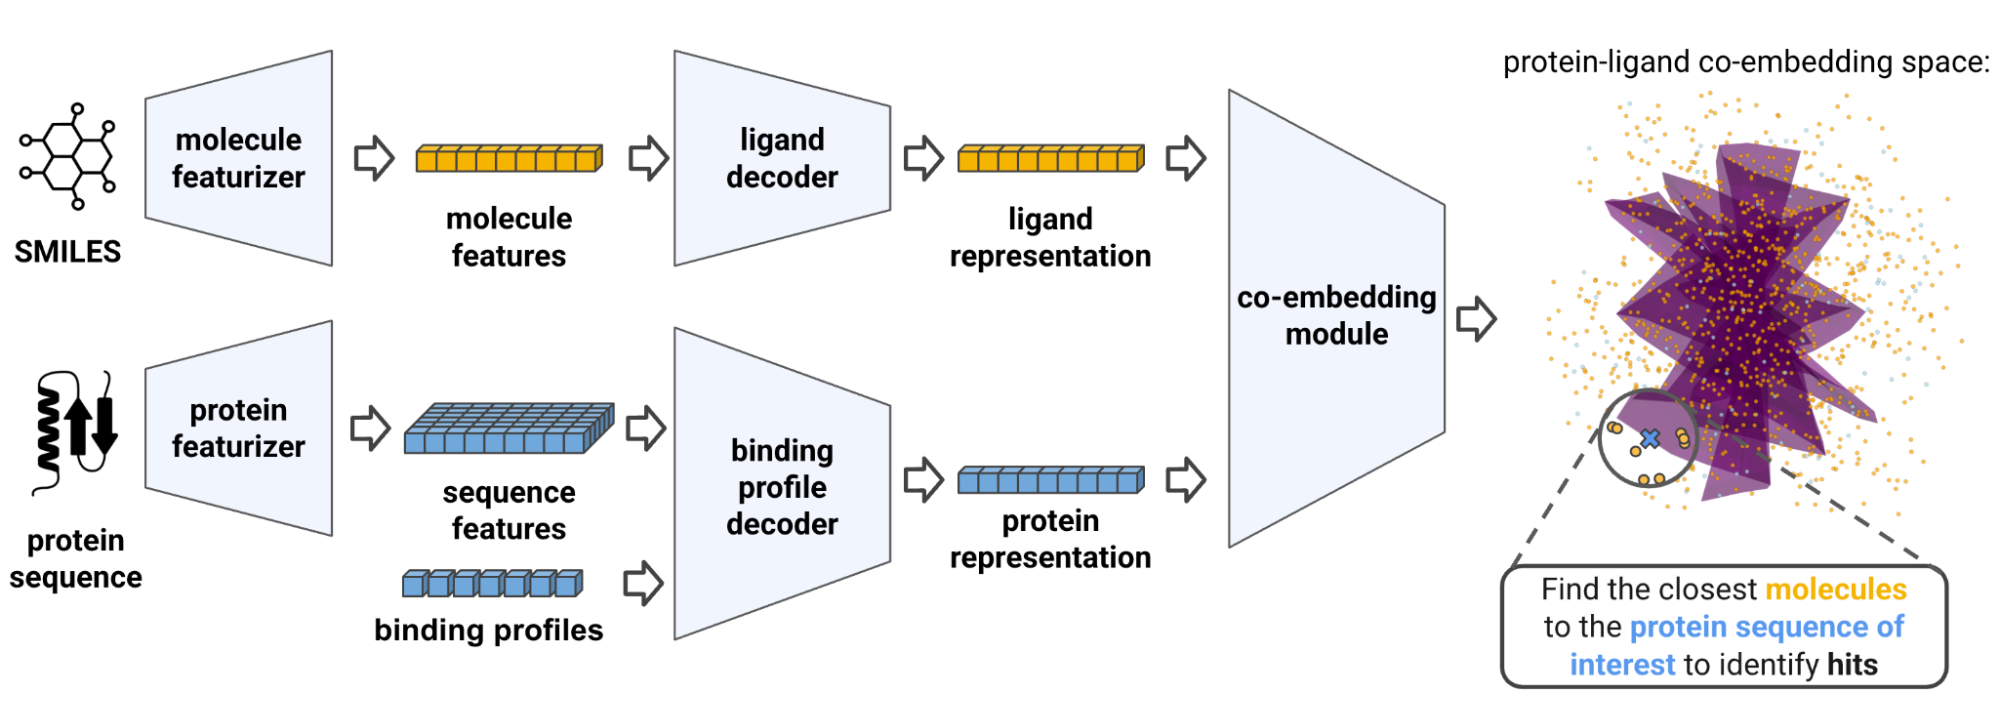 protein-ligand co-embedding space:
molecule
featurizer
ligand
decoder
SMILES
molecule
features
ligand
representation
co-embedding
module
protein
featurizer
binding
profile
decoder
sequence
features
protein
representation
protein
sequence
binding profiles
Find the closest molecules
to the protein sequence of
interest to identify hits